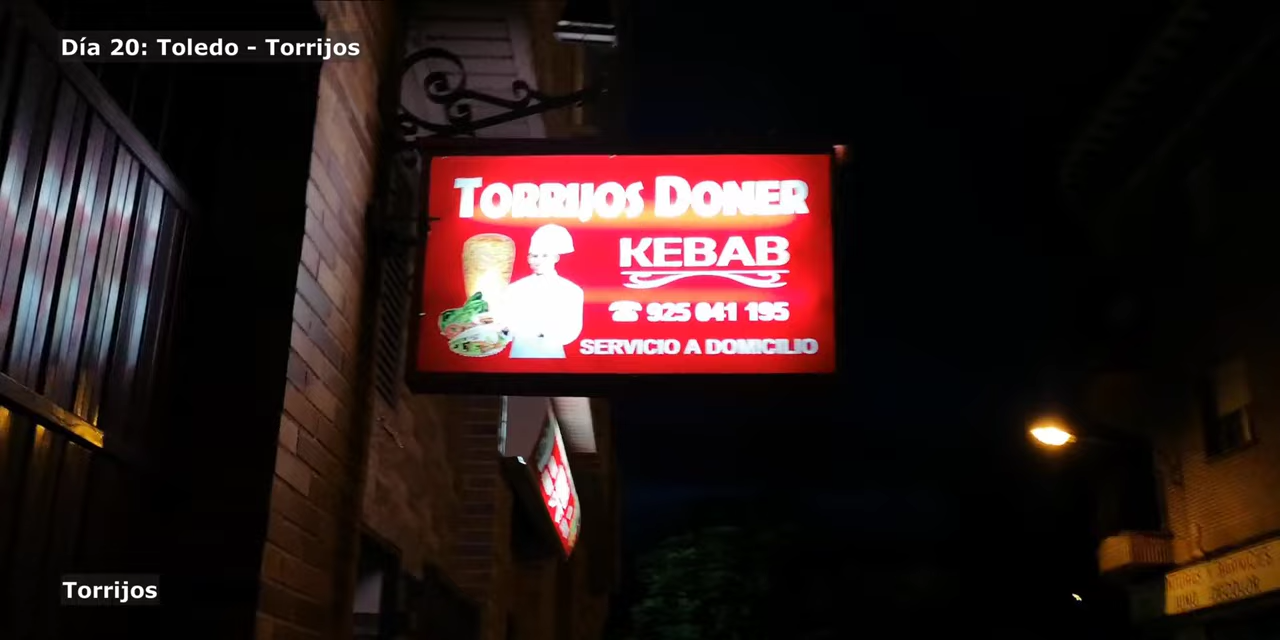 Día 20: Toledo - Torrijos
TORRIJOS DONER
KEBAB
☎ 925 041 195
SERVICIO A DOMICILIO
Torrijos